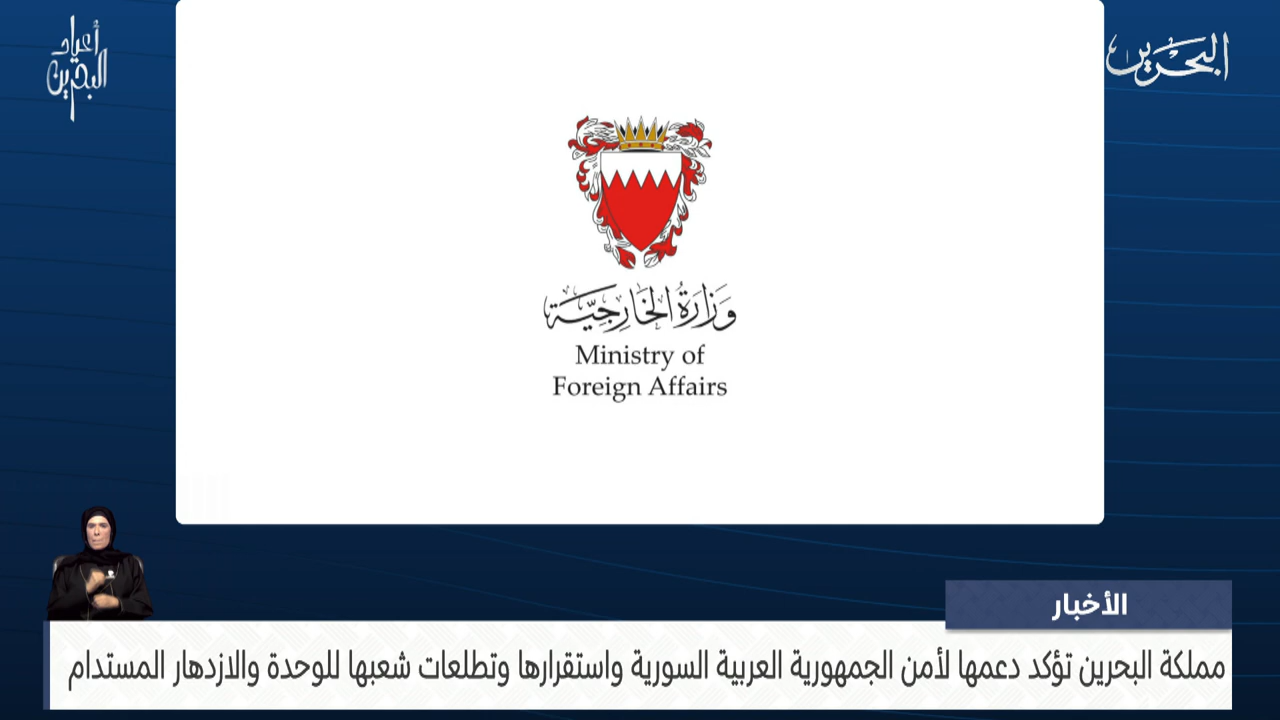 البحرين
أعياد
البحرين
وزارة الخارجية
Ministry of
Foreign Affairs
الأخبار
مملكة البحرين تؤكد دعمها لأمن الجمهورية العربية السورية واستقرارها وتطلعات شعبها للوحدة والازدهار المستدام